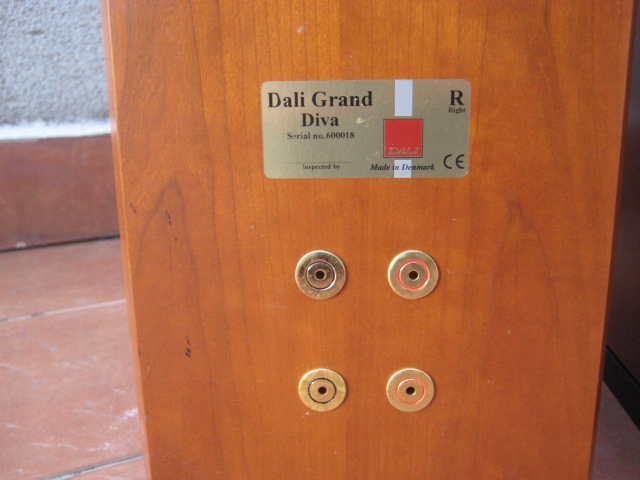 Dali Grand
Diva
Serial no.600018
Inspected by
R
Right
DALI
Made in Denmark
CE